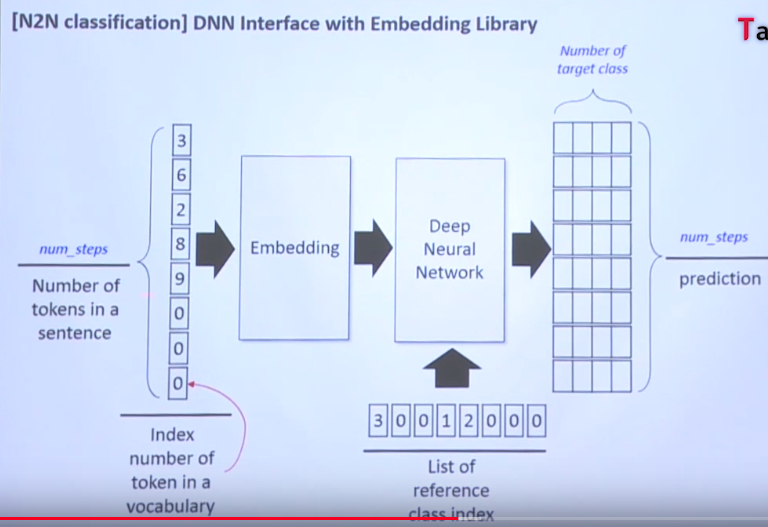 [N2N classification] DNN Interface with Embedding Library
Ta
Number of
target class
3
6
2
8
9
0
0
0
num_steps
Number of
tokens in a
sentence
Embedding
Deep
Neural
Network
num_steps
prediction
3 0 0 1 2 0 0 0
Index
number of
token in a
vocabulary
List of
reference
class index